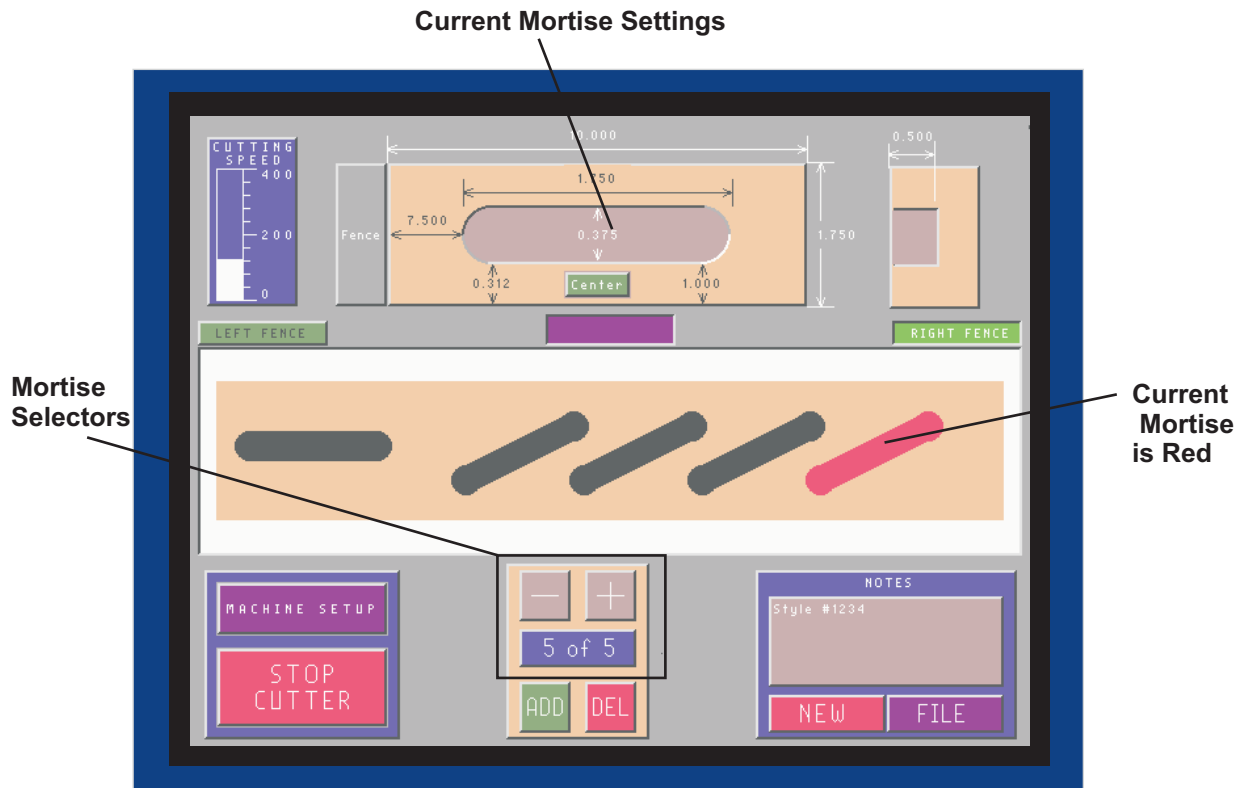 Current Mortise Settings
CUTTING
SPEED
400
200
0
10.000
0.500
1.750
7.500
Fence
0.375
1.750
0.312
Center
1.000
LEFT FENCE
RIGHT FENCE
Mortise
Selectors
Current
Mortise
is Red
MACHINE SETUP
STOP
CUTTER
5 of 5
ADD
DEL
NOTES
Style #1234
NEW
FILE